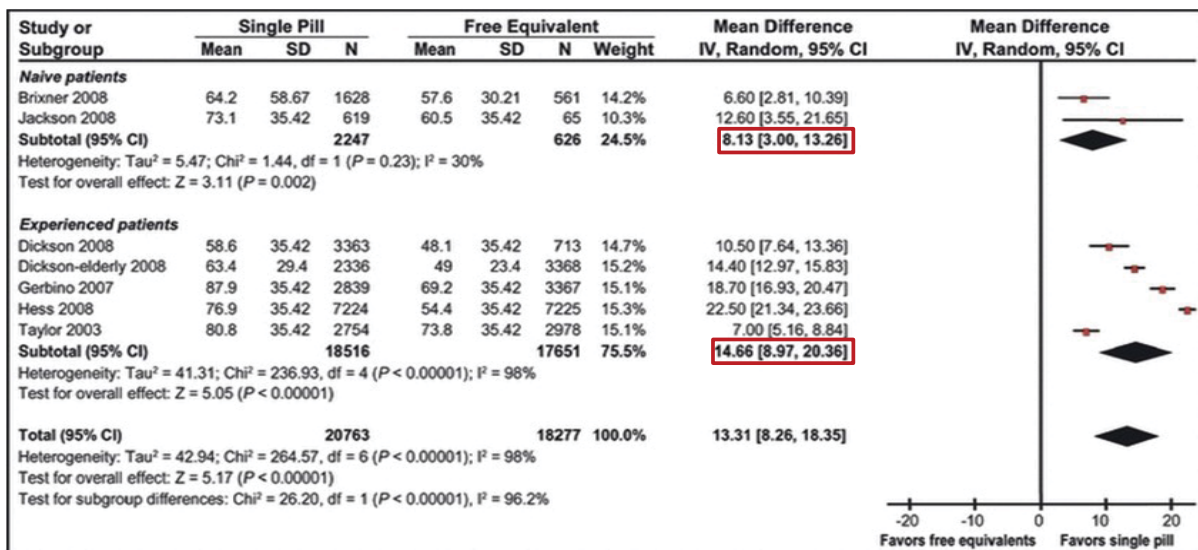 Study or Single Pill Free Equivalent Mean Difference Mean Difference
Subgroup Mean SD N Mean SD N Weight IV, Random, 95% CI IV, Random, 95% CI
Naive patients
Brixner 2008 64.2 58.67 1628 57.6 30.21 561 14.2% 6.60 [2.81, 10.39]
Jackson 2008 73.1 35.42 619 60.5 35.42 65 10.3% 12.60 [3.55, 21.65]
Subtotal (95% CI) 2247 626 24.5% 8.13 [3.00, 13.26]
Heterogeneity: Tau² = 5.47; Chi² = 1.44, df = 1 (P = 0.23); I² = 30%
Test for overall effect: Z = 3.11 (P = 0.002)
Experienced patients
Dickson 2008 58.6 35.42 3363 48.1 35.42 713 14.7% 10.50 [7.64, 13.36]
Dickson-elderly 2008 63.4 29.4 2336 49 23.4 3368 15.2% 14.40 [12.97, 15.83]
Gerbino 2007 87.9 35.42 2839 69.2 35.42 3367 15.1% 18.70 [16.93, 20.47]
Hess 2008 76.9 35.42 7224 54.4 35.42 7225 15.3% 22.50 [21.34, 23.66]
Taylor 2003 80.8 35.42 2754 73.8 35.42 2978 15.1% 7.00 [5.16, 8.84]
Subtotal (95% CI) 18516 17651 75.5% 14.66 [8.97, 20.36]
Heterogeneity: Tau² = 41.31; Chi² = 236.93, df = 4 (P < 0.00001); I² = 98%
Test for overall effect: Z = 5.05 (P < 0.00001)
Total (95% CI) 20763 18277 100.0% 13.31 [8.26, 18.35]
Heterogeneity: Tau² = 42.94; Chi² = 264.57, df = 6 (P < 0.00001); I² = 98%
Test for overall effect: Z = 5.17 (P < 0.00001)
Test for subgroup differences: Chi² = 26.20, df = 1 (P < 0.00001), I² = 96.2%
-20 -10 0 10 20
Favors free equivalents Favors single pill